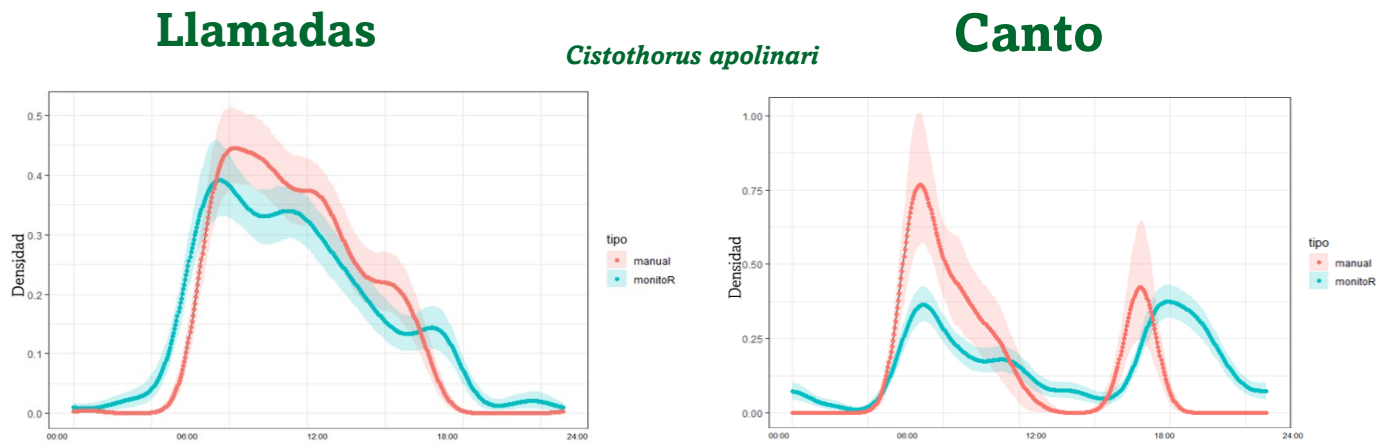 Llamadas
Cistothorus apolinari
Canto
Densidad
0.5
0.4
0.3
0.2
0.1
0.0
00:00 06:00 12:00 18:00 24:00
tipo
manual
monitoR
Densidad
1.00
0.75
0.50
0.25
0.00
00:00 06:00 12:00 18:00 24:00
tipo
manual
monitoR